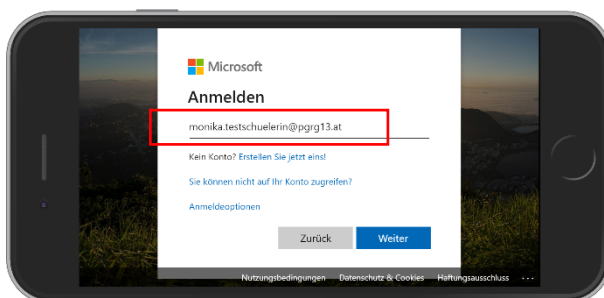 Microsoft
Anmelden
monika.testschuelerin@pgrg13.at
Kein Konto? Erstellen Sie jetzt eins!
Sie können nicht auf Ihr Konto zugreifen?
Anmeldeoptionen
Zurück Weiter
Nutzungsbedingungen Datenschutz & Cookies Haftungsausschluss ...